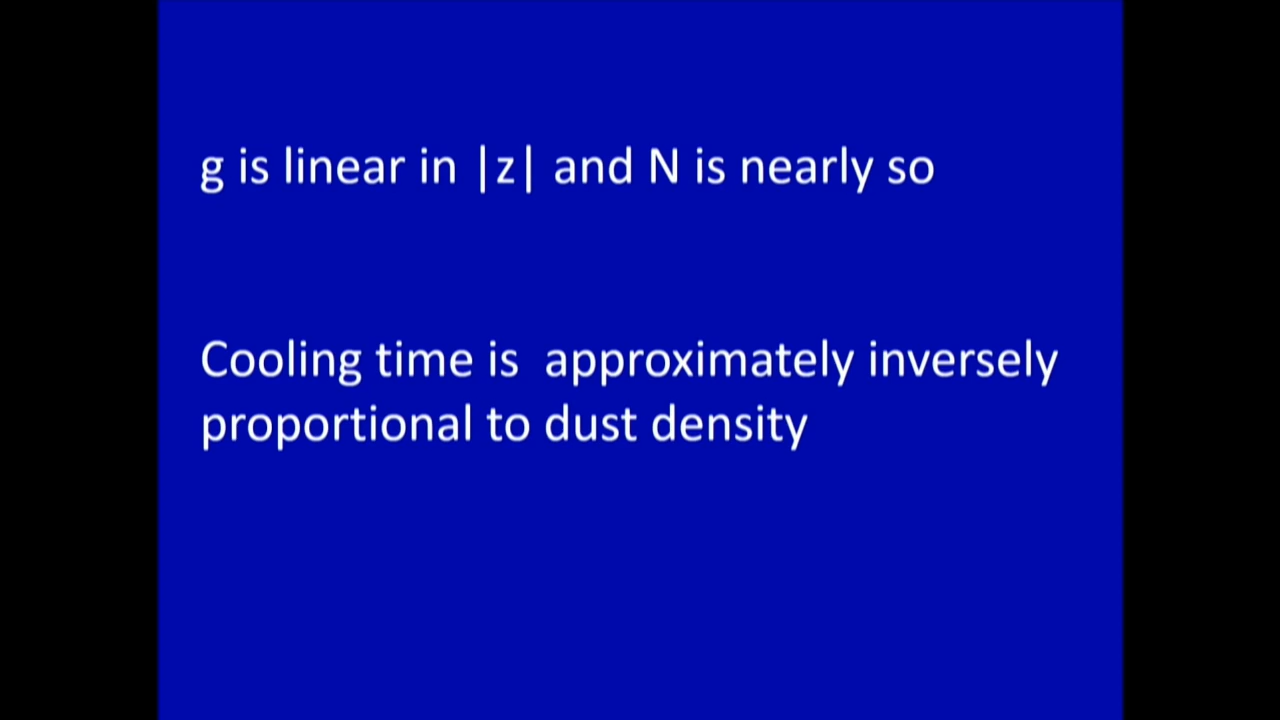 g is linear in |z| and N is nearly so
Cooling time is  approximately inversely
proportional to dust density